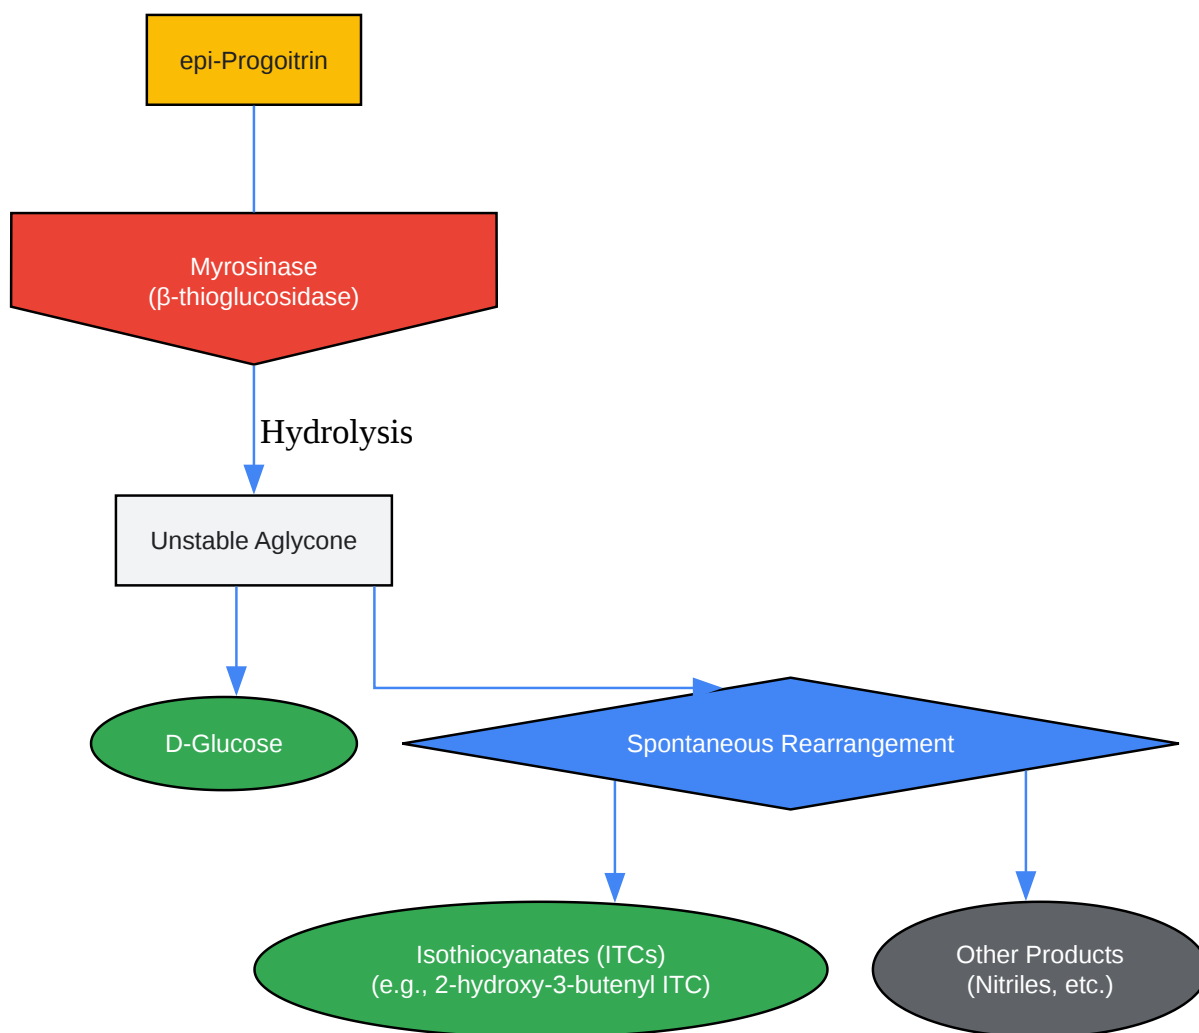 epi-Progoitrin
Myrosinase
(β-thioglucosidase)
Hydrolysis
Unstable Aglycone
D-Glucose
Spontaneous Rearrangement
Isothiocyanates (ITCs)
(e.g., 2-hydroxy-3-butenyl ITC)
Other Products
(Nitriles, etc.)